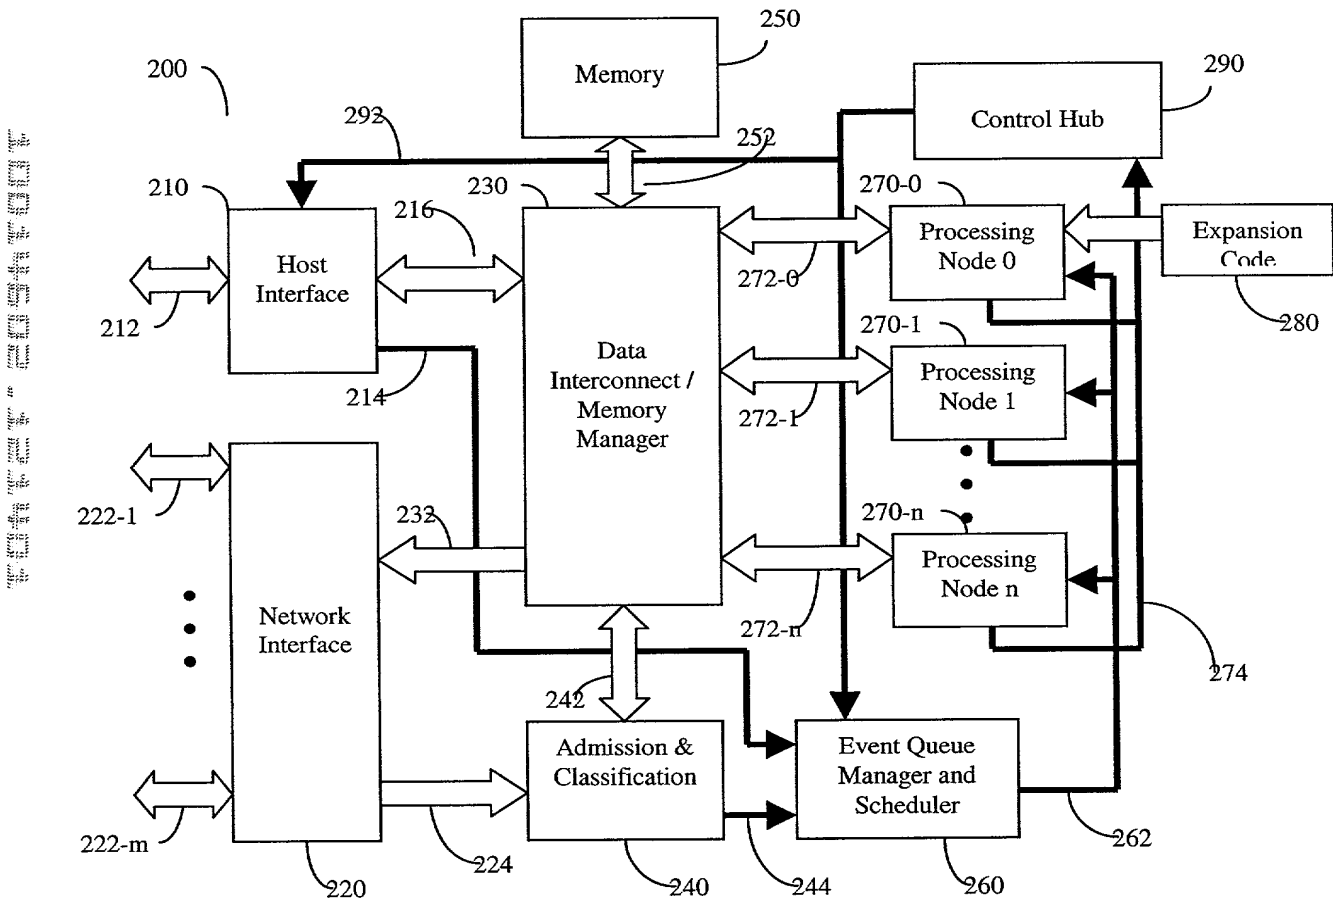 250
200
Memory
290
Control Hub
292
252
210
230
270-0
216
Processing
Node 0
Expansion
Code
Host
Interface
272-0
212
280
270-1
214
Data
Interconnect /
Memory
Manager
Processing
Node 1
272-1
222-1
232
270-n
Processing
Node n
Network
Interface
272-n
274
242
Admission &
Classification
Event Queue
Manager and
Scheduler
222-m
224
262
220
240
244
260